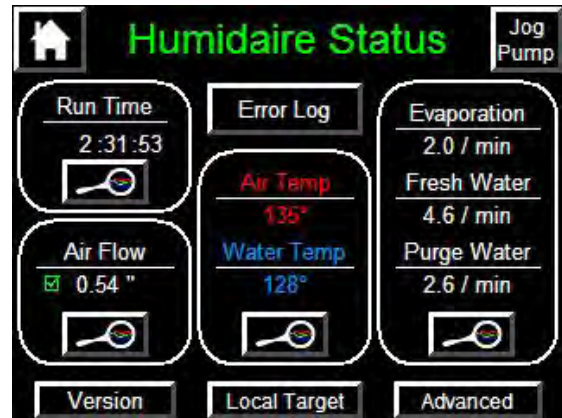 Humidaire Status
Jog
Pump
Run Time
2:31:53
Error Log
Evaporation
2.0 / min
Fresh Water
4.6 / min
Purge Water
2.6 / min
Air Temp
135°
Water Temp
128°
Air Flow
0.54 "
Version
Local Target
Advanced